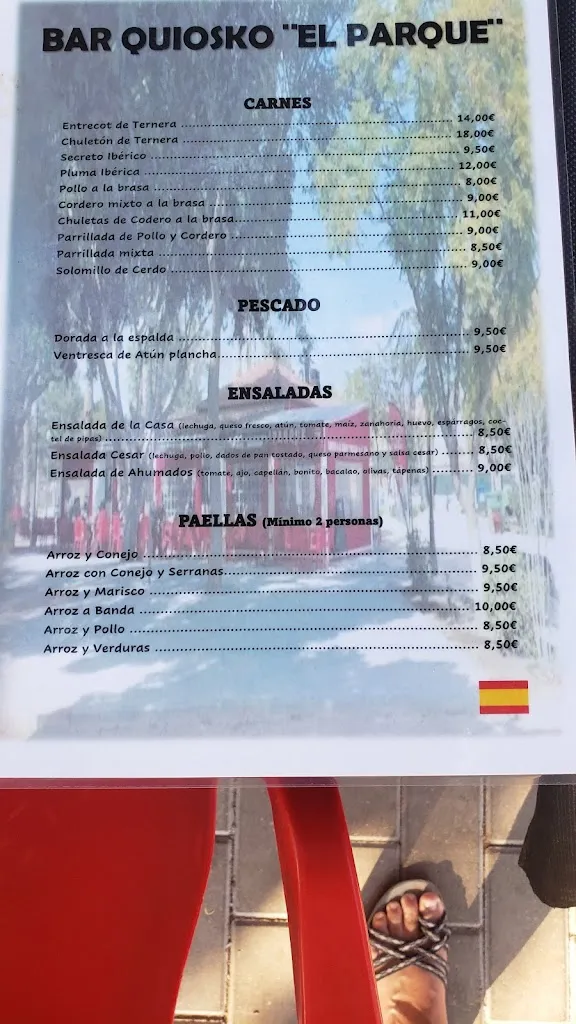 BAR QUIOSKO ¨EL PARQUE¨
CARNES
Entrecot de Ternera 14,00€
Chuletón de Ternera 18,00€
Secreto Ibérico 9,50€
Pluma Ibérica 12,00€
Pollo a la brasa 8,00€
Cordero mixto a la brasa 9,00€
Chuletas de Codero a la brasa 11,00€
Parrillada de Pollo y Cordero 9,00€
Parrillada mixta 8,50€
Solomillo de Cerdo 9,00€
PESCADO
Dorada a la espalda 9,50€
Ventresca de Atún plancha 9,50€
ENSALADAS
Ensalada de la Casa (lechuga, queso fresco, atún, tomate, maíz, zanahoria, huevo, esparragos, coc-
tel de pipas) 8,50€
Ensalada Cesar (lechuga, pollo, dados de pan tostado, queso parmesano y salsa cesar) 8,50€
Ensalada de Ahumados (tomate, ajo, capellán, bonito, bacalao, olivas, tápenas) 9,00€
PAELLAS (Mínimo 2 personas)
Arroz y Conejo 8,50€
Arroz con Conejo y Serranas 9,50€
Arroz y Marisco 9,50€
Arroz a Banda 10,00€
Arroz y Pollo 8,50€
Arroz y Verduras 8,50€